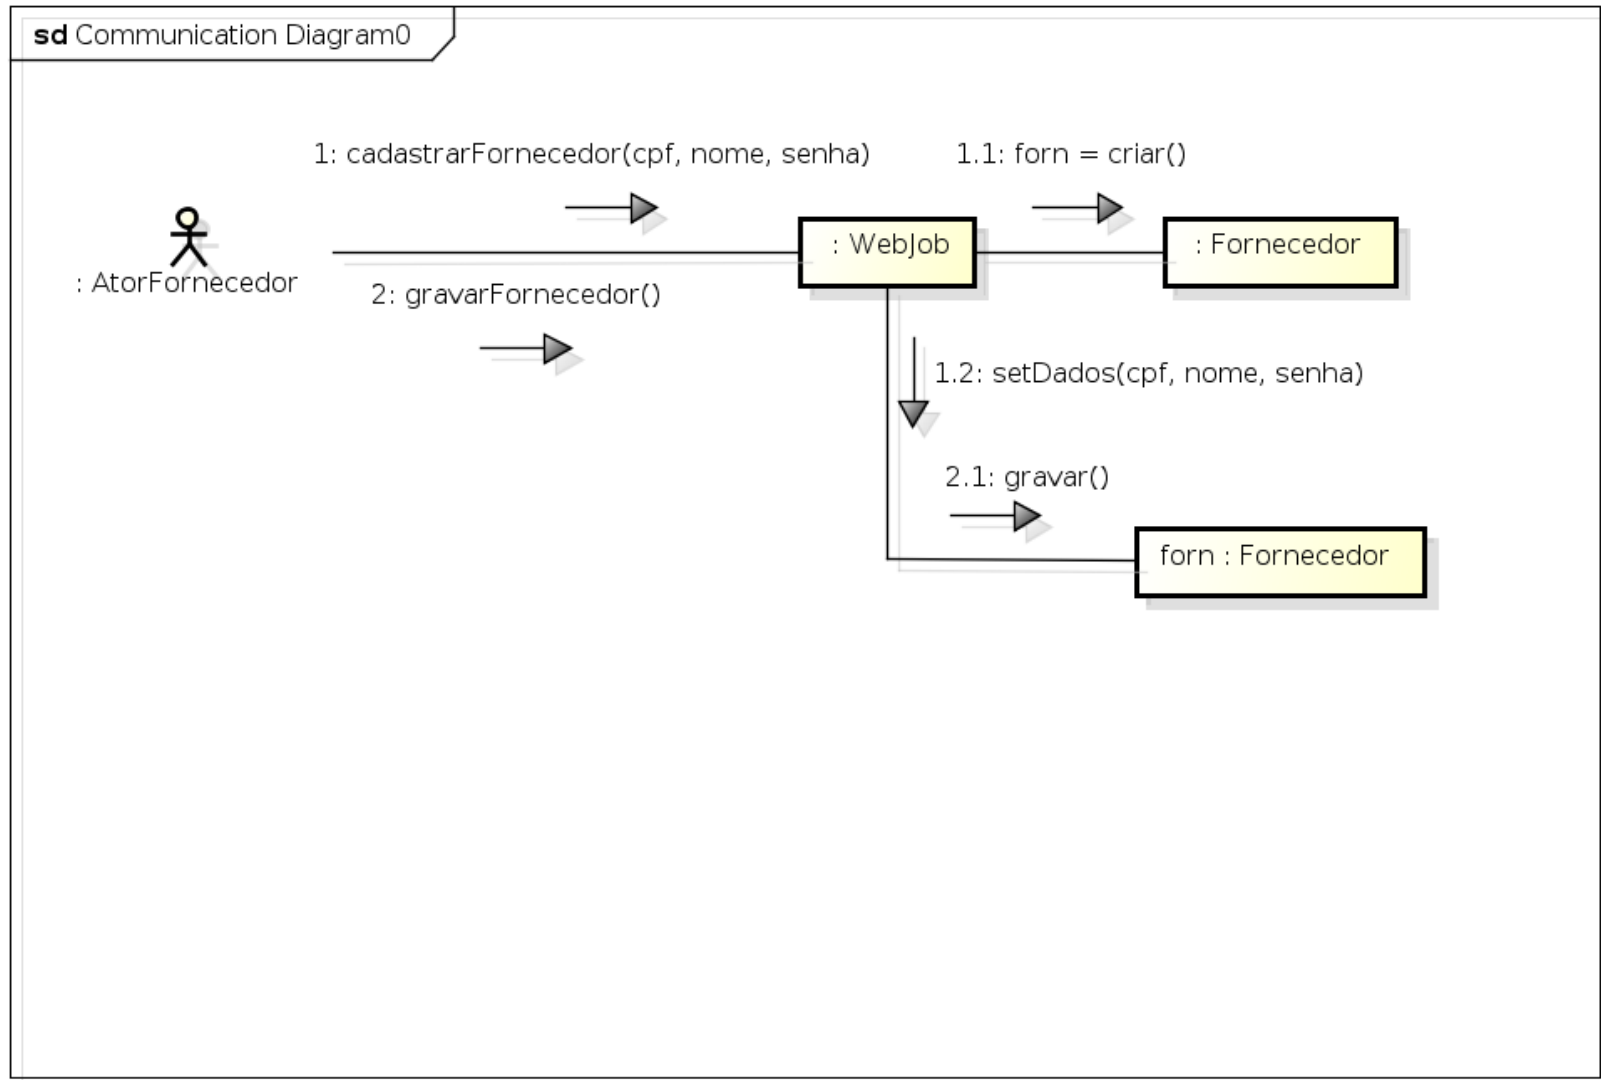 sd Communication Diagram0
1: cadastrarFornecedor(cpf, nome, senha)
1.1: forn = criar()
: WebJob
: Fornecedor
: AtorFornecedor
2: gravarFornecedor()
1.2: setDados(cpf, nome, senha)
2.1: gravar()
forn : Fornecedor